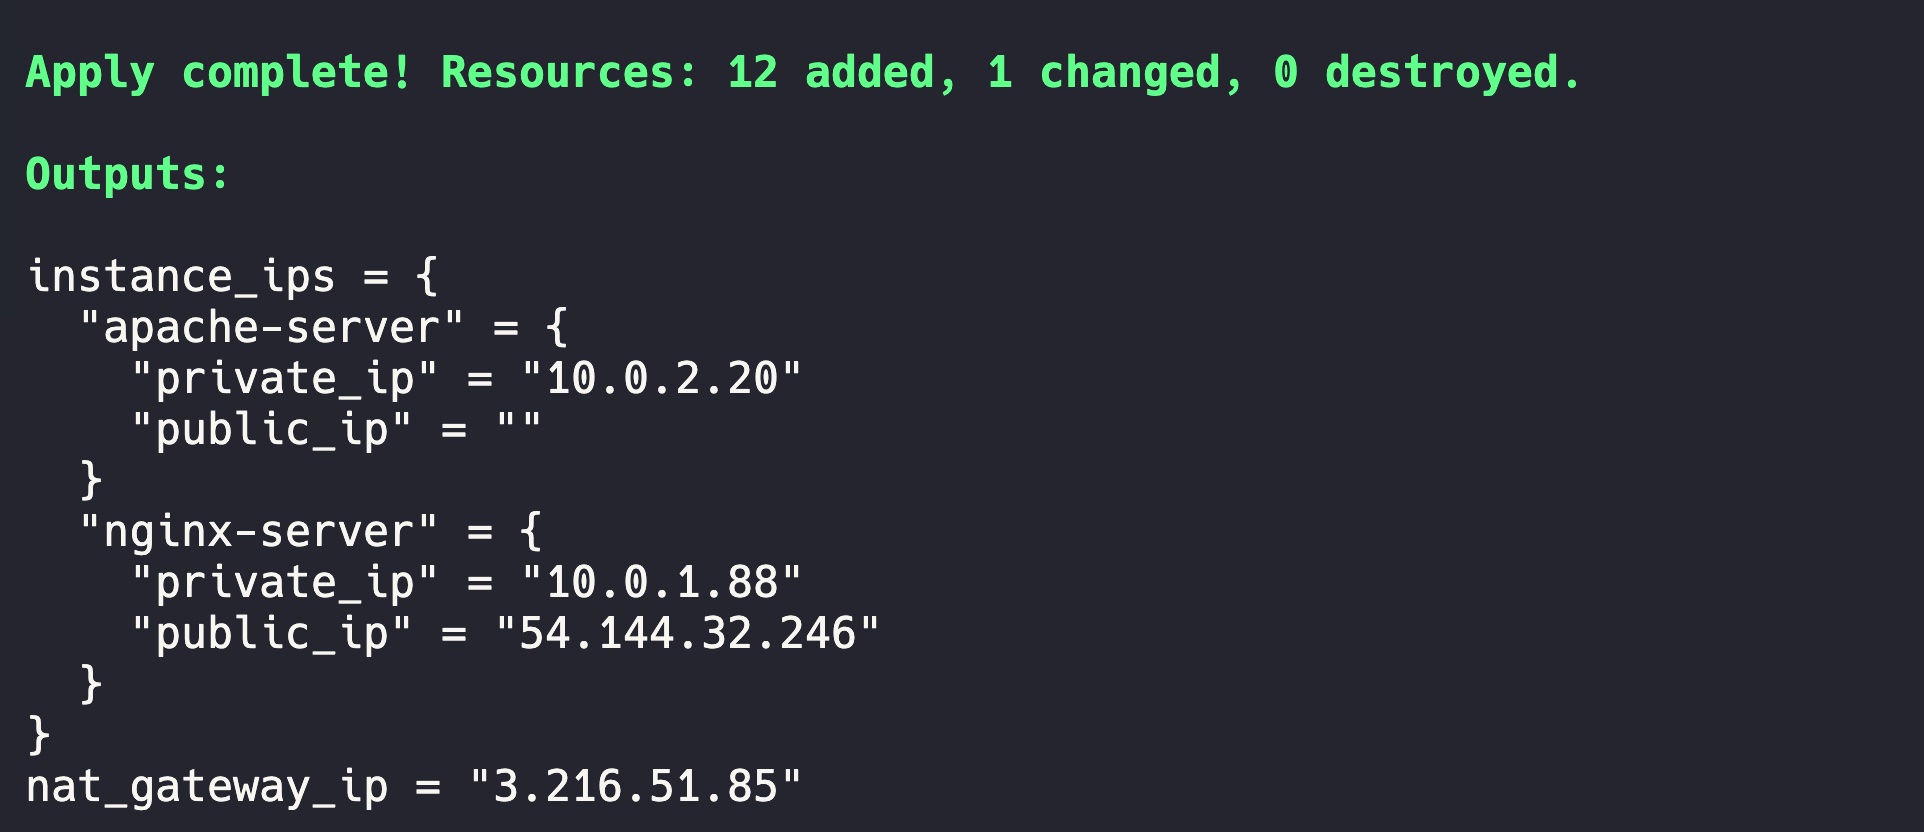 Apply complete! Resources: 12 added, 1 changed, 0 destroyed.
Outputs:
instance_ips = {
  "apache-server" = {
    "private_ip" = "10.0.2.20"
    "public_ip" = ""
  }
  "nginx-server" = {
    "private_ip" = "10.0.1.88"
    "public_ip" = "54.144.32.246"
  }
}
nat_gateway_ip = "3.216.51.85"